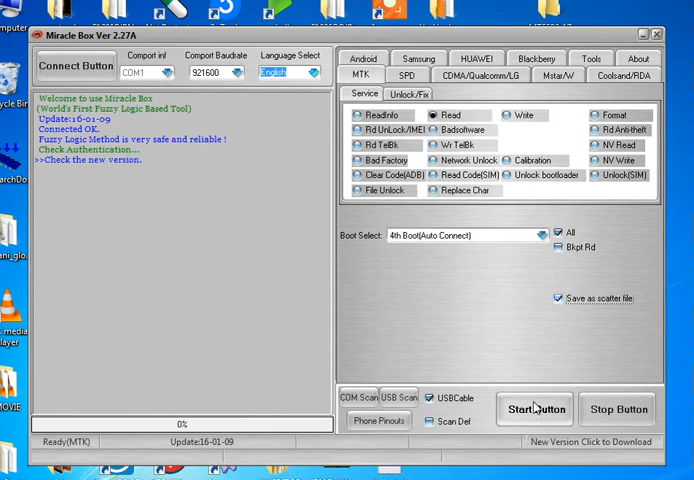 omputer
ecycle Bin
archDo
ani_glo.
C media
layer
MOVIE
Miracle Box Ver 2.27A
Connect Button
Comport inf
Comport Baudrate
Language Select
COM1
921600
English
Welcome to use Miracle Box
(World's First Fuzzy Logic Based Tool)
Update:16-01-09
Connected OK.
Fuzzy Logic Method is very safe and reliable !
Check Authentication...
>>Check the new version.
0%
Android
Samsung
HUAWEI
Blackberry
Tools
About
MTK
SPD
CDMA/Qualcomm/LG
Mstar/W
Coolsand/RDA
Service
Unlock/Fix
ReadInfo
Read
Write
Format
Rd UnLock/IMEI
Badsoftware
Rd Anti-theft
Rd TelBk
Wr TelBk
NV Read
Bad Factory
Network Unlock
Calibration
NV Write
Clear Code(ADB)
Read Code(SIM)
Unlock bootloader
Unlock(SIM)
File Unlock
Replace Char
Boot Select:
4th Boot(Auto Connect)
All
Bkpt Rd
Save as scatter file
COM Scan
USB Scan
USBCable
Start Button
Stop Button
Phone Pinouts
Scan Def
Ready(MTK)
Update:16-01-09
New Version Click to Download